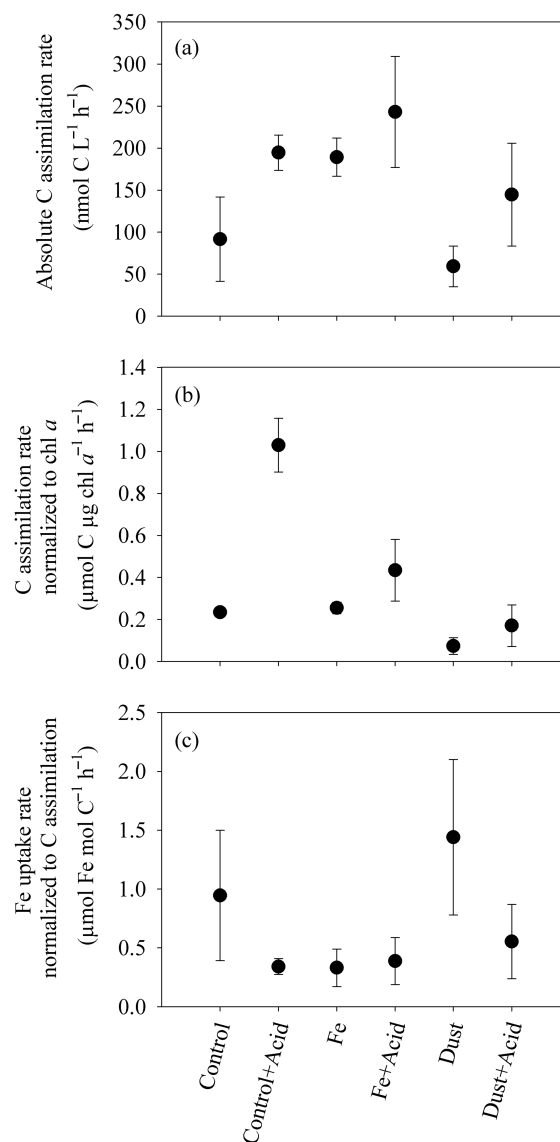 (a)
Absolute C assimilation rate
(nmol C L⁻¹ h⁻¹)
350
300
250
200
150
100
50
0
(b)
C assimilation rate
normalized to chl a
(μmol C μg chl a⁻¹ h⁻¹)
1.4
1.2
1.0
0.8
0.6
0.4
0.2
0.0
(c)
Fe uptake rate
normalized to C assimilation
(μmol Fe mol C⁻¹ h⁻¹)
2.5
2.0
1.5
1.0
0.5
0.0
Control
Control+Acid
Fe
Fe+Acid
Dust
Dust+Acid